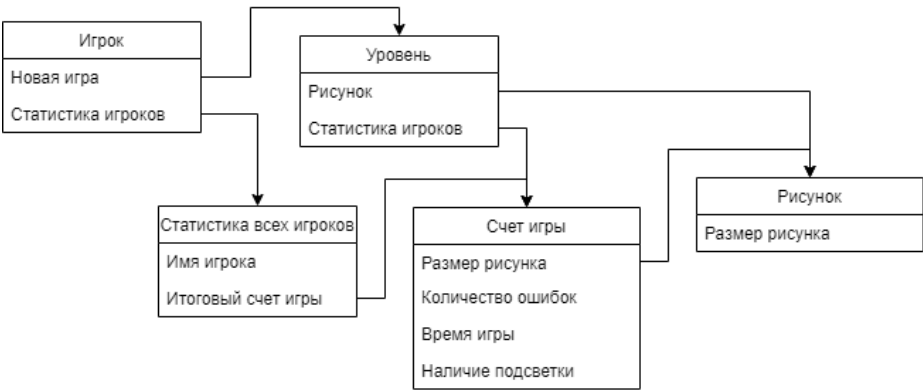 Игрок
Новая игра
Статистика игроков
Уровень
Рисунок
Статистика игроков
Статистика всех игроков
Имя игрока
Итоговый счет игры
Счет игры
Размер рисунка
Количество ошибок
Время игры
Наличие подсветки
Рисунок
Размер рисунка